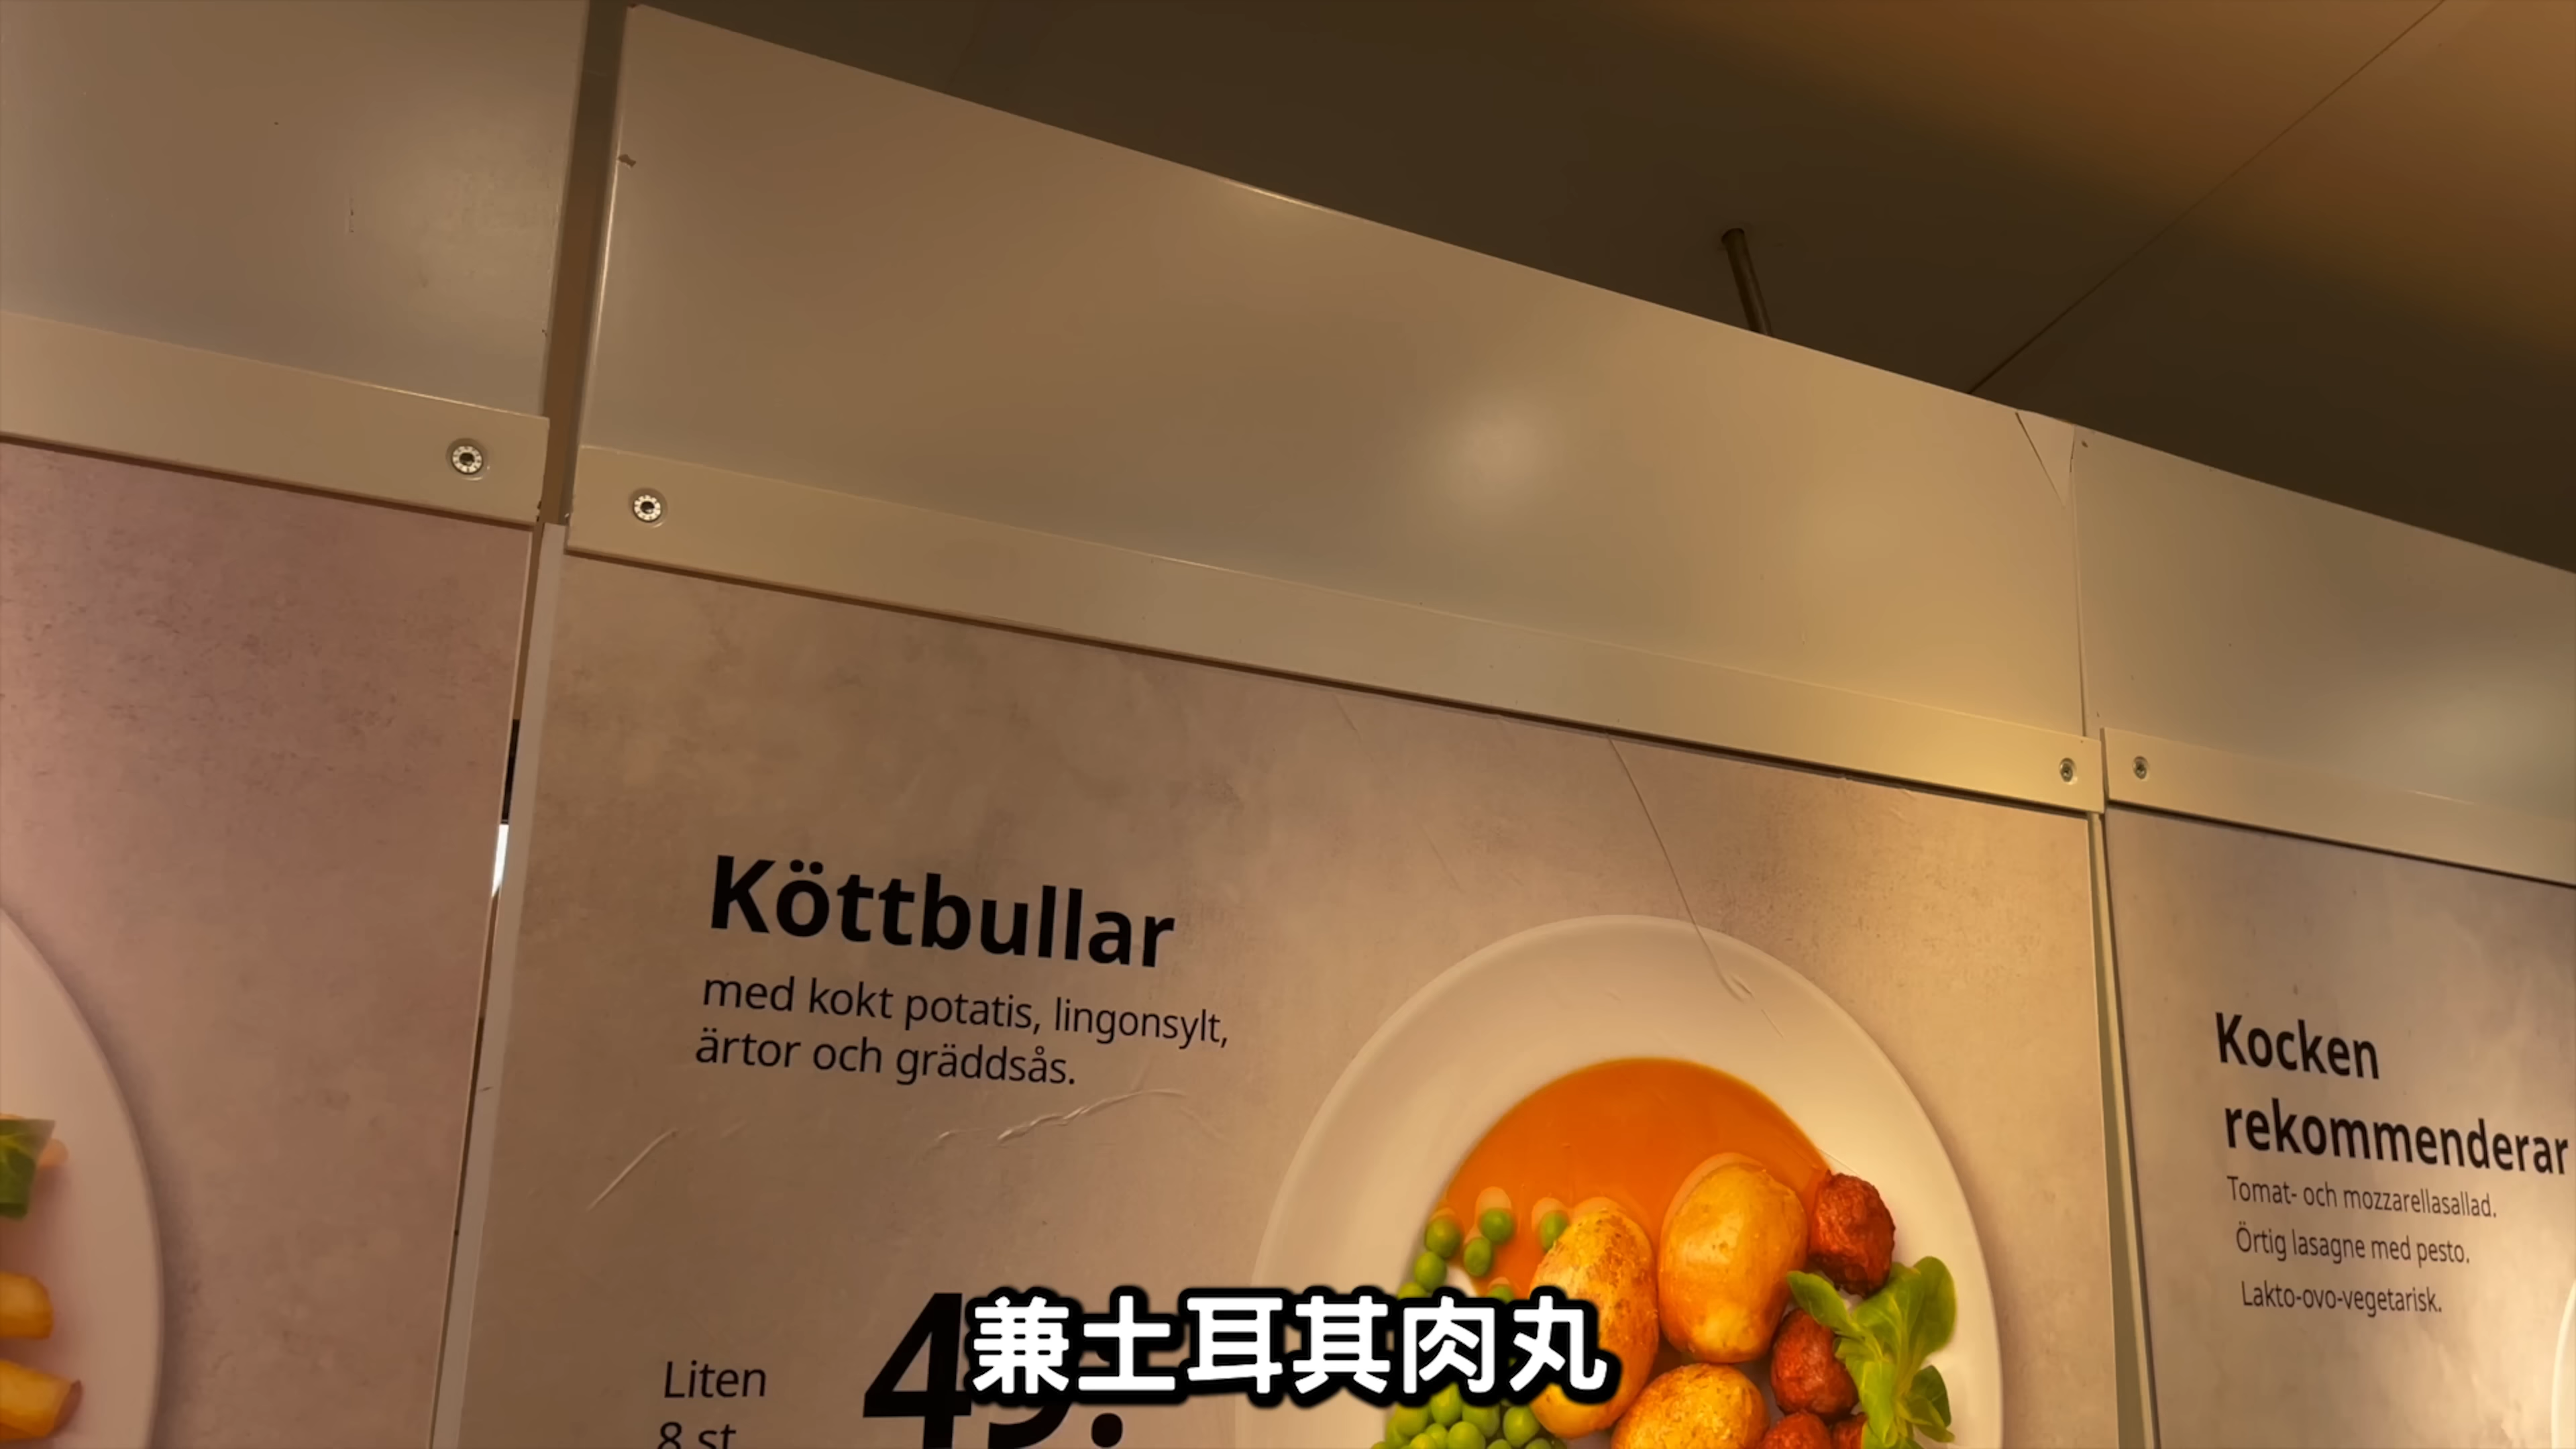 Köttbullar
med kokt potatis, lingonsylt,
ärtor och gräddsås.
Liten
8 st
Kocken
rekommenderar
Tomat- och mozzarellasallad.
Örtig lasagne med pesto.
Lakto-ovo-vegetarisk.
兼土耳其肉丸